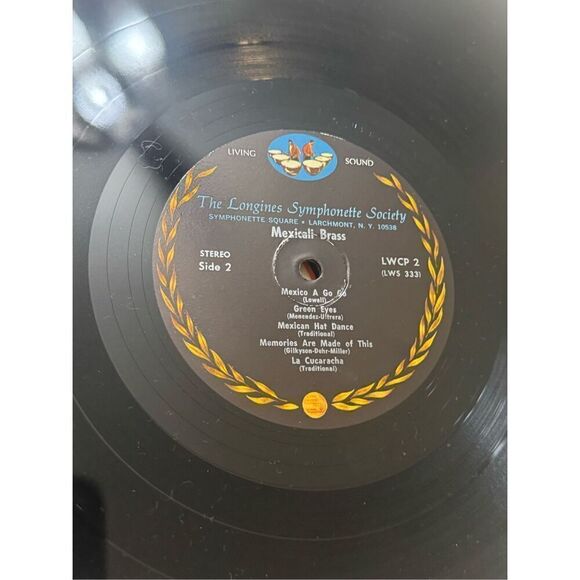 LIVING SOUND
The Longines Symphonette Society
SYMPHONETTE SQUARE • LARCHMONT, N. Y. 10538
Mexicali Brass
STEREO
Side 2
LWCP 2
(LWS 333)
Mexico A Go Go
(Lowell)
Green Eyes
(Menendez-Ultrera)
Mexican Hat Dance
(Traditional)
Memories Are Made of This
(Gilkyson-Dehr-Miller)
La Cucaracha
(Traditional)